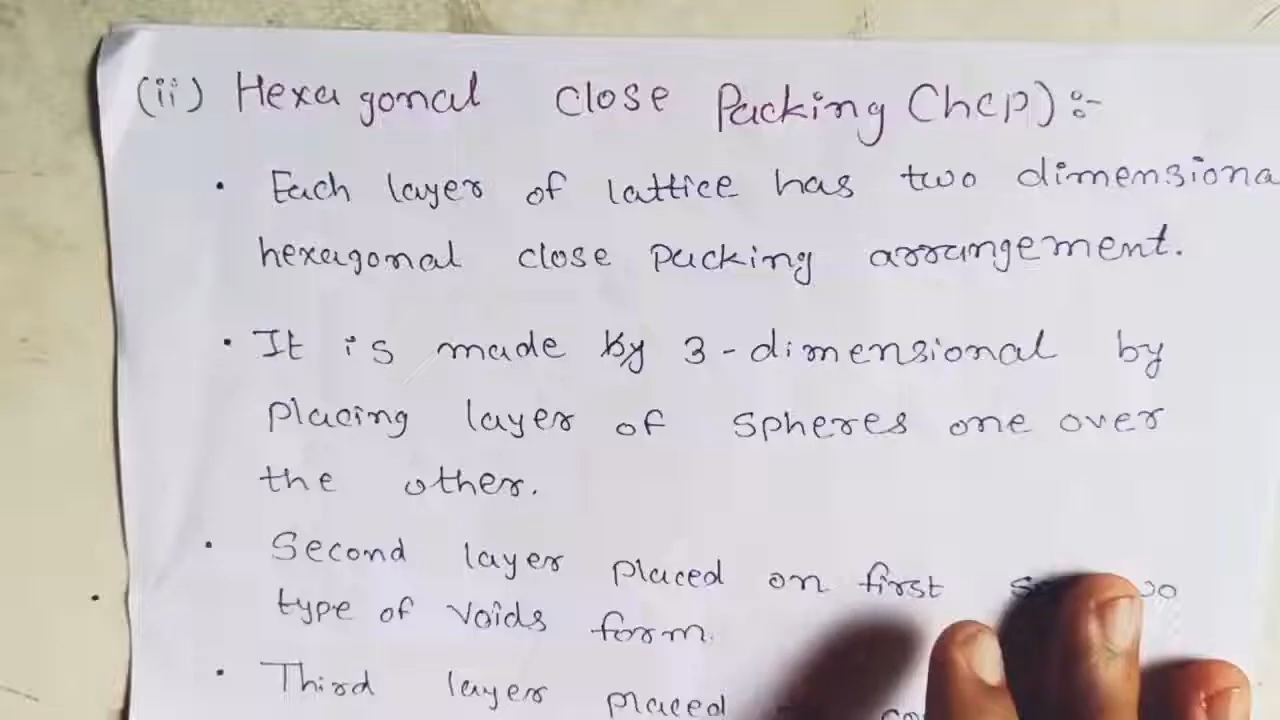 (ii) Hexagonal close Packing (hcp):-
• Each layer of lattice has two dimensiona
hexagonal close packing arrangement.
• It is made by 3-dimensional by
placing layer of spheres one over
the other.
• Second layer placed on first
type of voids form.
• Third layer placed